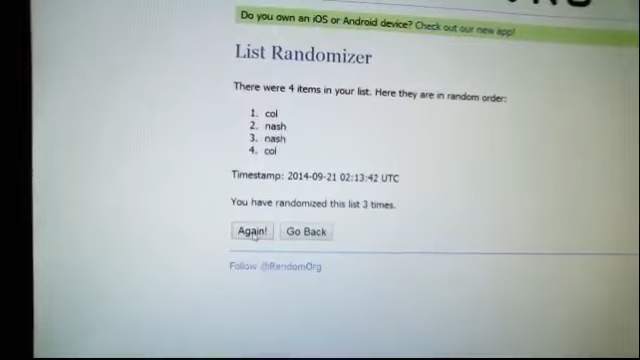 Do you own an iOS or Android device? Check out our new app!
List Randomizer
There were 4 items in your list. Here they are in random order:
1. col
2. nash
3. nash
4. col
Timestamp: 2014-09-21 02:13:42 UTC
You have randomized this list 3 times.
Again! Go Back
Follow @RandomOrg